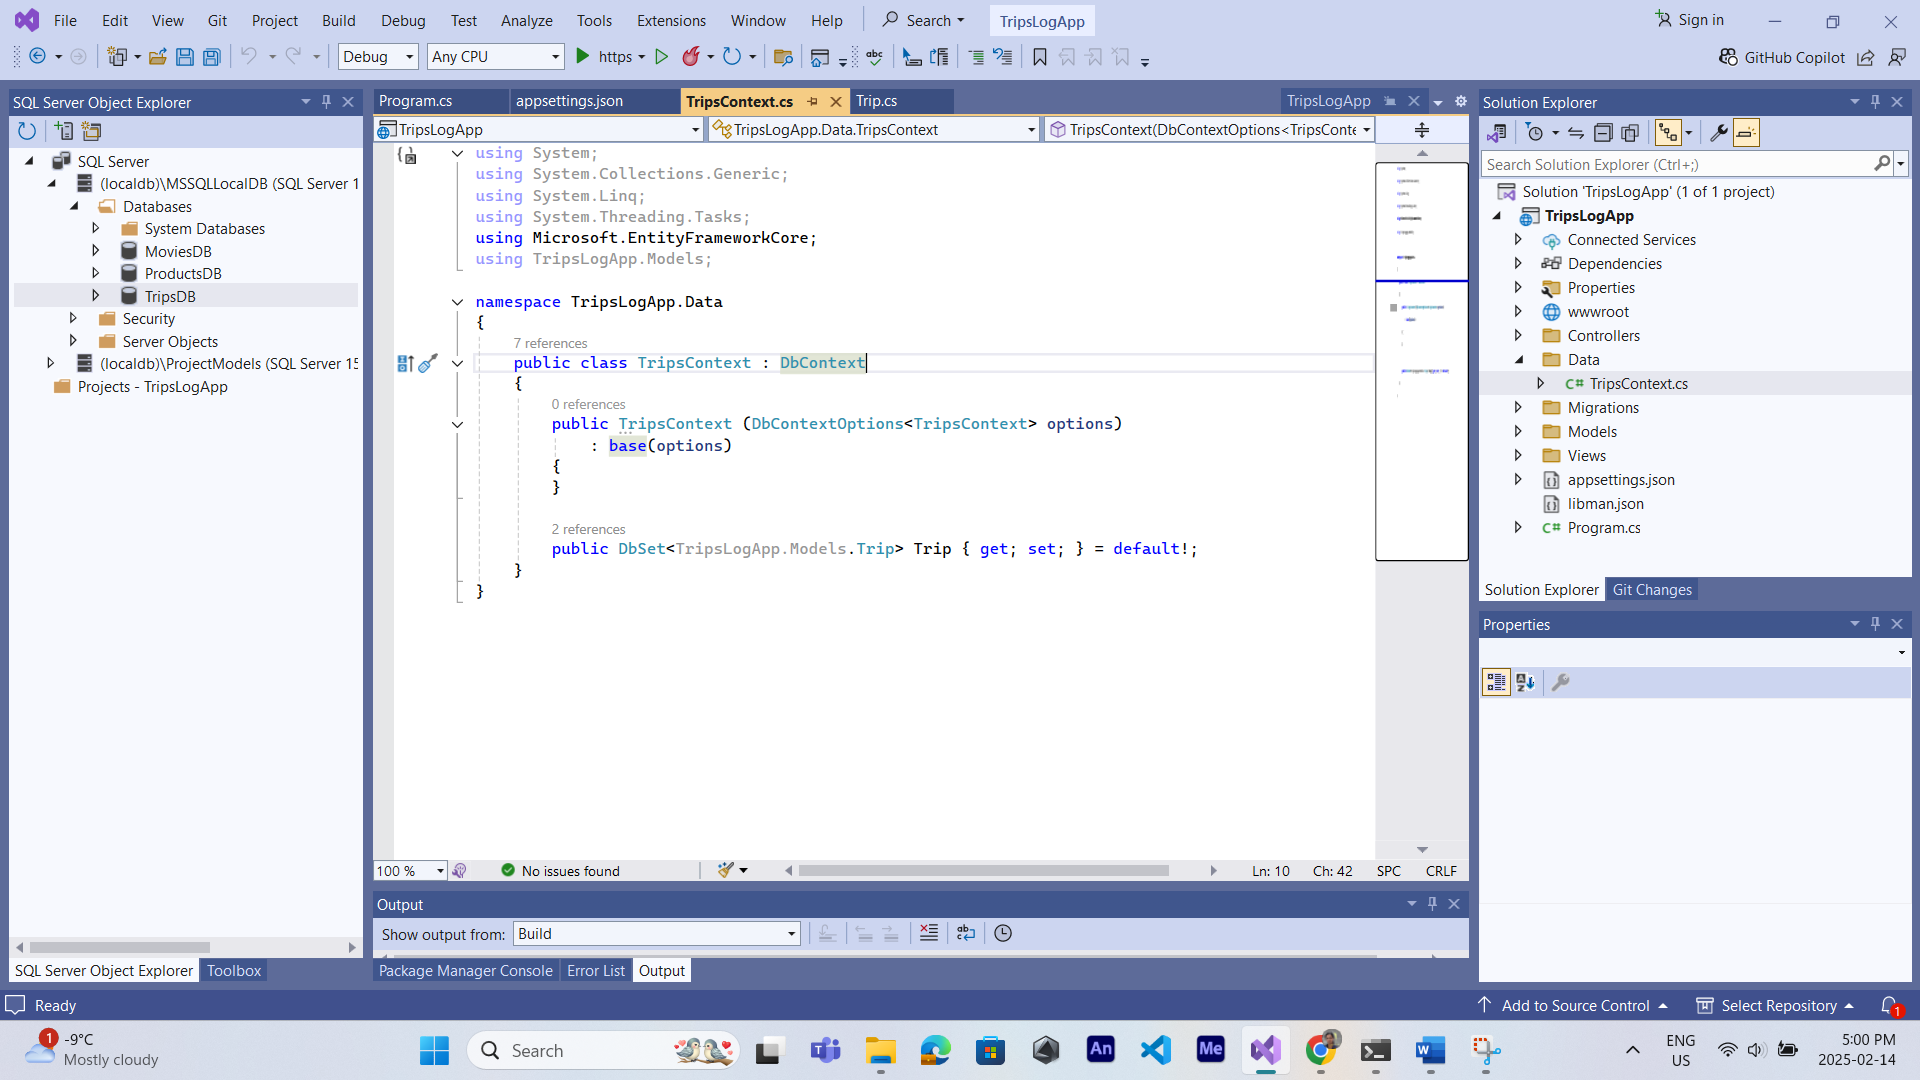 File Edit View Git Project Build Debug Test Analyze Tools Extensions Window Help Search TripsLogApp Sign in
Debug Any CPU https GitHub Copilot
SQL Server Object Explorer
SQL Server
(localdb)\MSSQLLocalDB (SQL Server 1
Databases
System Databases
MoviesDB
ProductsDB
TripsDB
Security
Server Objects
(localdb)\ProjectModels (SQL Server 15
Projects - TripsLogApp
SQL Server Object Explorer Toolbox
Program.cs appsettings.json TripsContext.cs Trip.cs TripsLogApp
TripsLogApp TripsLogApp.Data.TripsContext TripsContext(DbContextOptions<TripsConte
using System;
using System.Collections.Generic;
using System.Linq;
using System.Threading.Tasks;
using Microsoft.EntityFrameworkCore;
using TripsLogApp.Models;
namespace TripsLogApp.Data
{
7 references
public class TripsContext : DbContext
{
0 references
public TripsContext (DbContextOptions<TripsContext> options)
: base(options)
{
}
2 references
public DbSet<TripsLogApp.Models.Trip> Trip { get; set; } = default!;
}
}
100 % No issues found Ln: 10 Ch: 42 SPC CRLF
Output
Show output from: Build
Package Manager Console Error List Output
Solution Explorer
Search Solution Explorer (Ctrl+;)
Solution 'TripsLogApp' (1 of 1 project)
TripsLogApp
Connected Services
Dependencies
Properties
wwwroot
Controllers
Data
C# TripsContext.cs
Migrations
Models
Views
appsettings.json
libman.json
C# Program.cs
Solution Explorer Git Changes
Properties
Ready Add to Source Control Select Repository 1
1 -9°C
Mostly cloudy
Search
An
Me
ENG
US
5:00 PM
2025-02-14